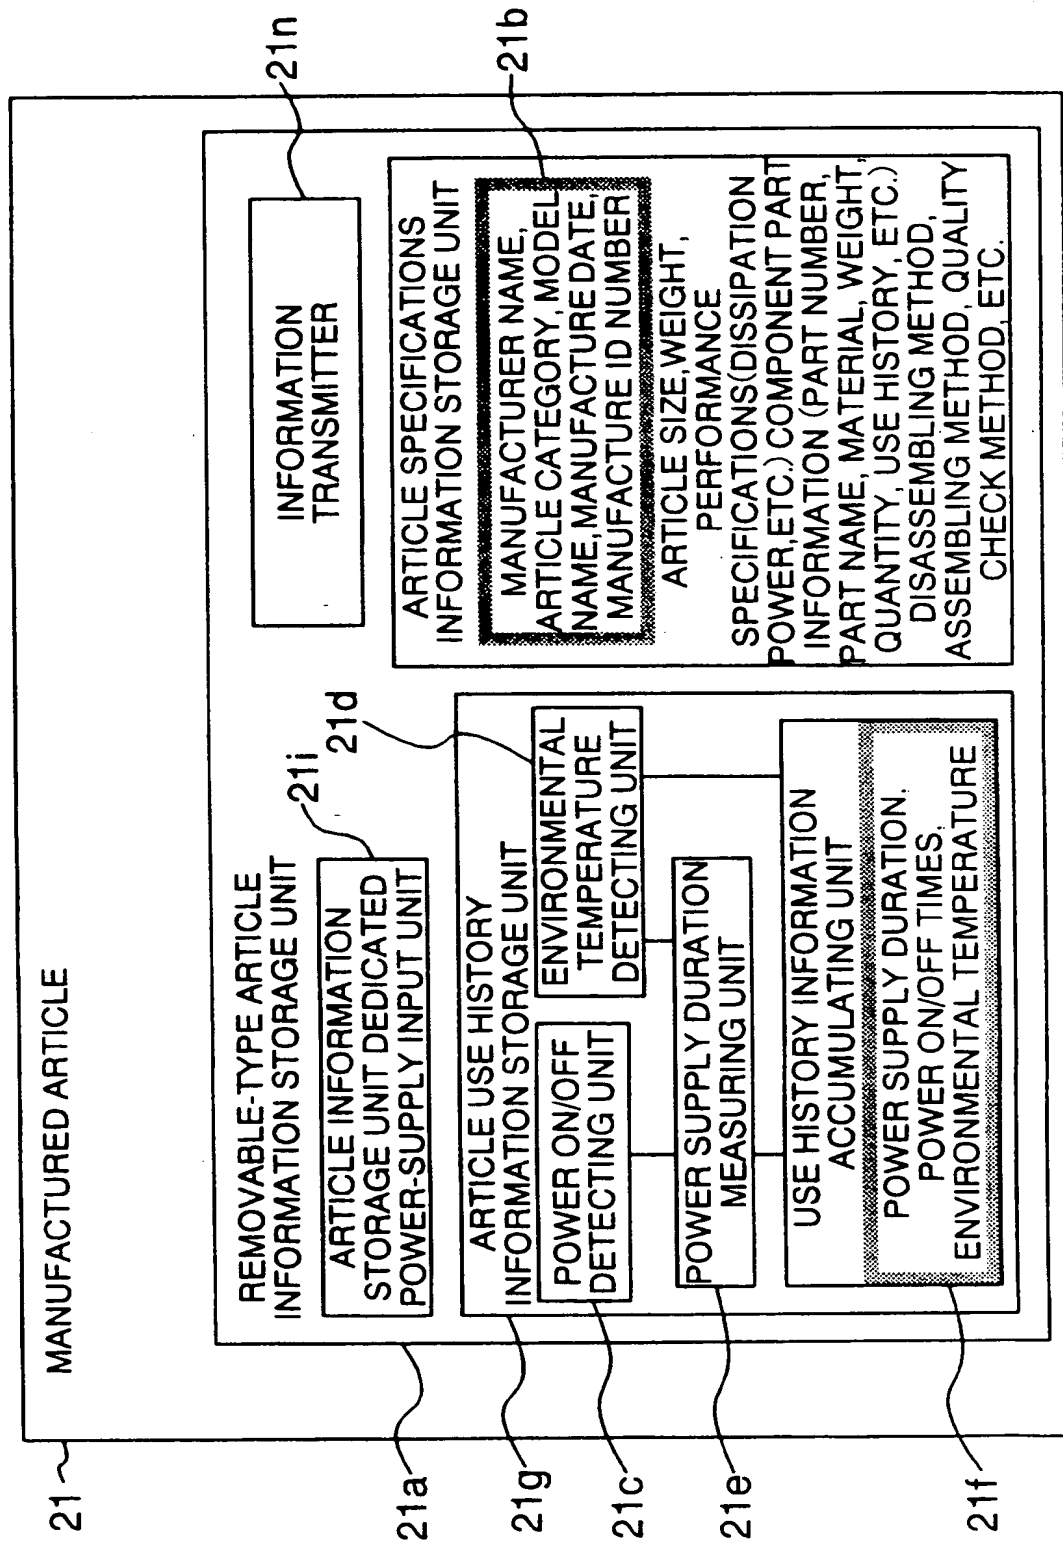 21
MANUFACTURED ARTICLE
21a
REMOVABLE-TYPE ARTICLE
INFORMATION STORAGE UNIT
21i
ARTICLE INFORMATION
STORAGE UNIT DEDICATED
POWER-SUPPLY INPUT UNIT
21g
ARTICLE USE HISTORY
INFORMATION STORAGE UNIT
21c
POWER ON/OFF
DETECTING UNIT
21d
ENVIRONMENTAL
TEMPERATURE
DETECTING UNIT
21e
POWER SUPPLY DURATION
MEASURING UNIT
21f
USE HISTORY INFORMATION
ACCUMULATING UNIT
POWER SUPPLY DURATION,
POWER ON/OFF TIMES,
ENVIRONMENTAL TEMPERATURE
21n
INFORMATION
TRANSMITTER
21b
ARTICLE SPECIFICATIONS
INFORMATION STORAGE UNIT
MANUFACTURER NAME,
ARTICLE CATEGORY, MODEL
NAME, MANUFACTURE DATE,
MANUFACTURE ID NUMBER
ARTICLE SIZE, WEIGHT,
PERFORMANCE
SPECIFICATIONS(DISSIPATION
POWER, ETC.) COMPONENT PART
INFORMATION (PART NUMBER,
PART NAME, MATERIAL, WEIGHT,
QUANTITY, USE HISTORY, ETC.)
DISASSEMBLING METHOD,
ASSEMBLING METHOD, QUALITY
CHECK METHOD, ETC.